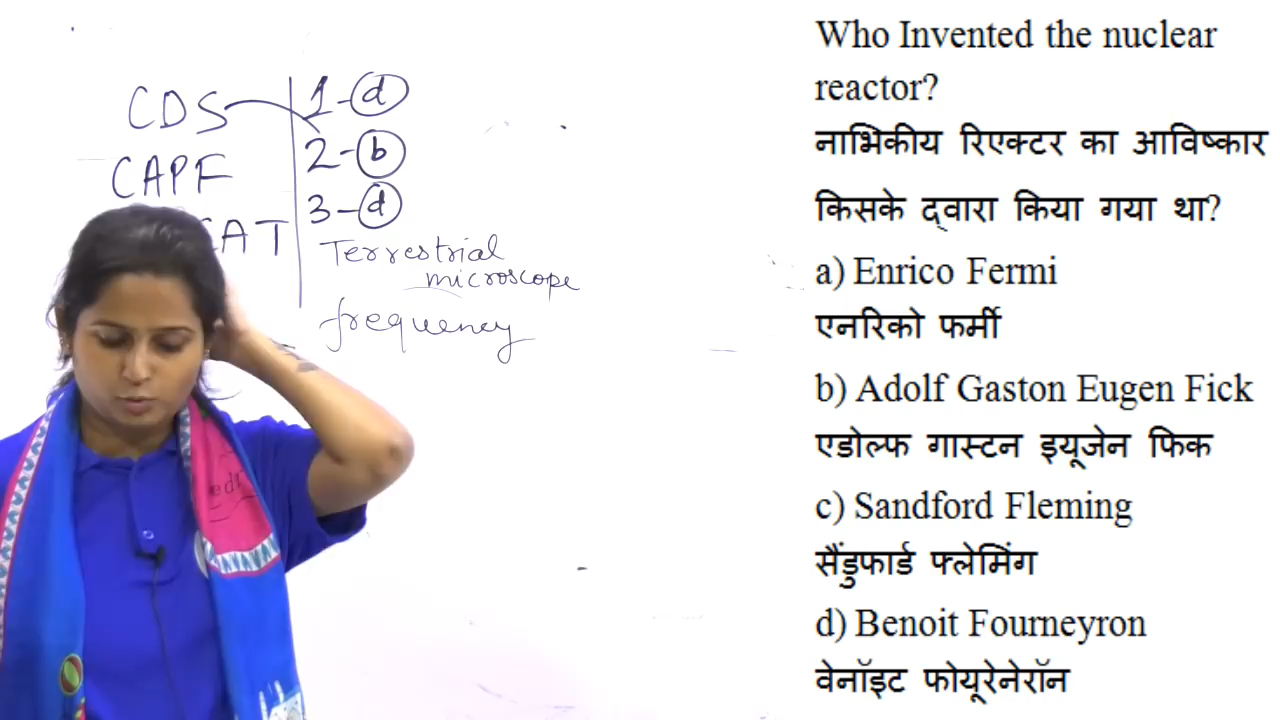 CDS
CAPF
CAT
1-d
2-b
3-d
Terrestrial
microscope
frequency
Who Invented the nuclear
reactor?
नाभिकीय रिएक्टर का आविष्कार
किसके द्वारा किया गया था?
a) Enrico Fermi
एनरिको फर्मी
b) Adolf Gaston Eugen Fick
एडोल्फ गास्टन इयूजेन फिक
c) Sandford Fleming
सैंडुफार्ड फ्लेमिंग
d) Benoit Fourneyron
वेनॉइट फोयूरेनेरॉन